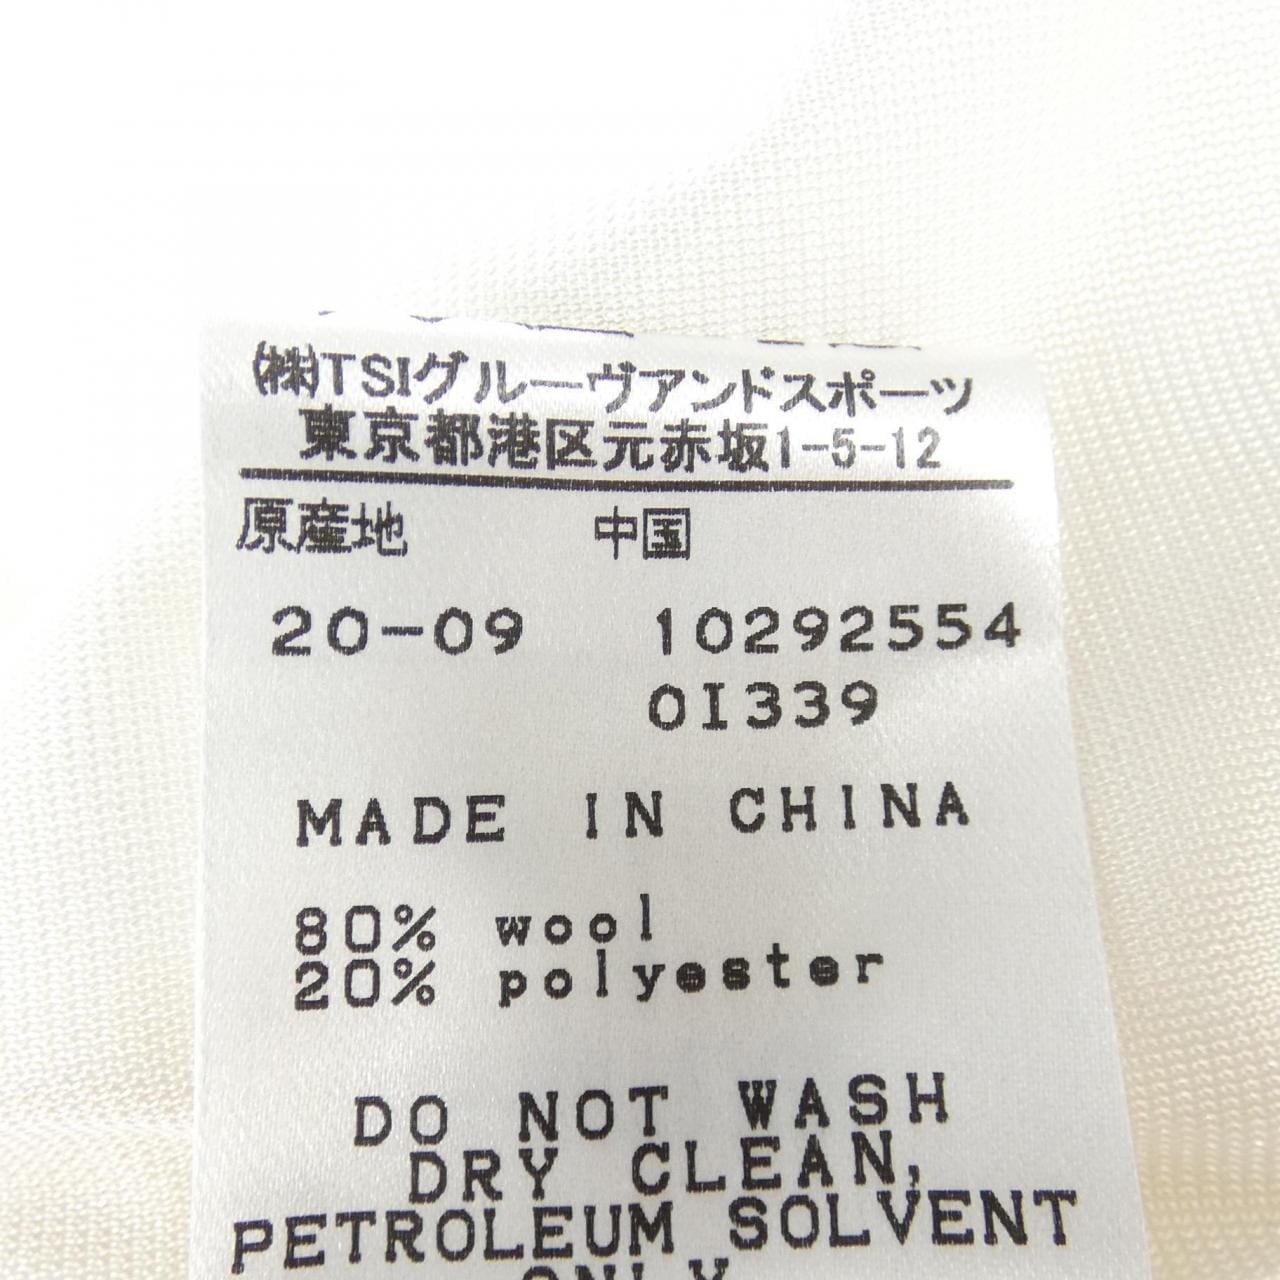 (株)TSIグルーヴアンドスポーツ
東京都港区元赤坂1-5-12
原産地 中国
20-09 10292554
0I339
MADE IN CHINA
80% wool
20% polyester
DO NOT WASH
DRY CLEAN,
PETROLEUM SOLVENT
ONLY